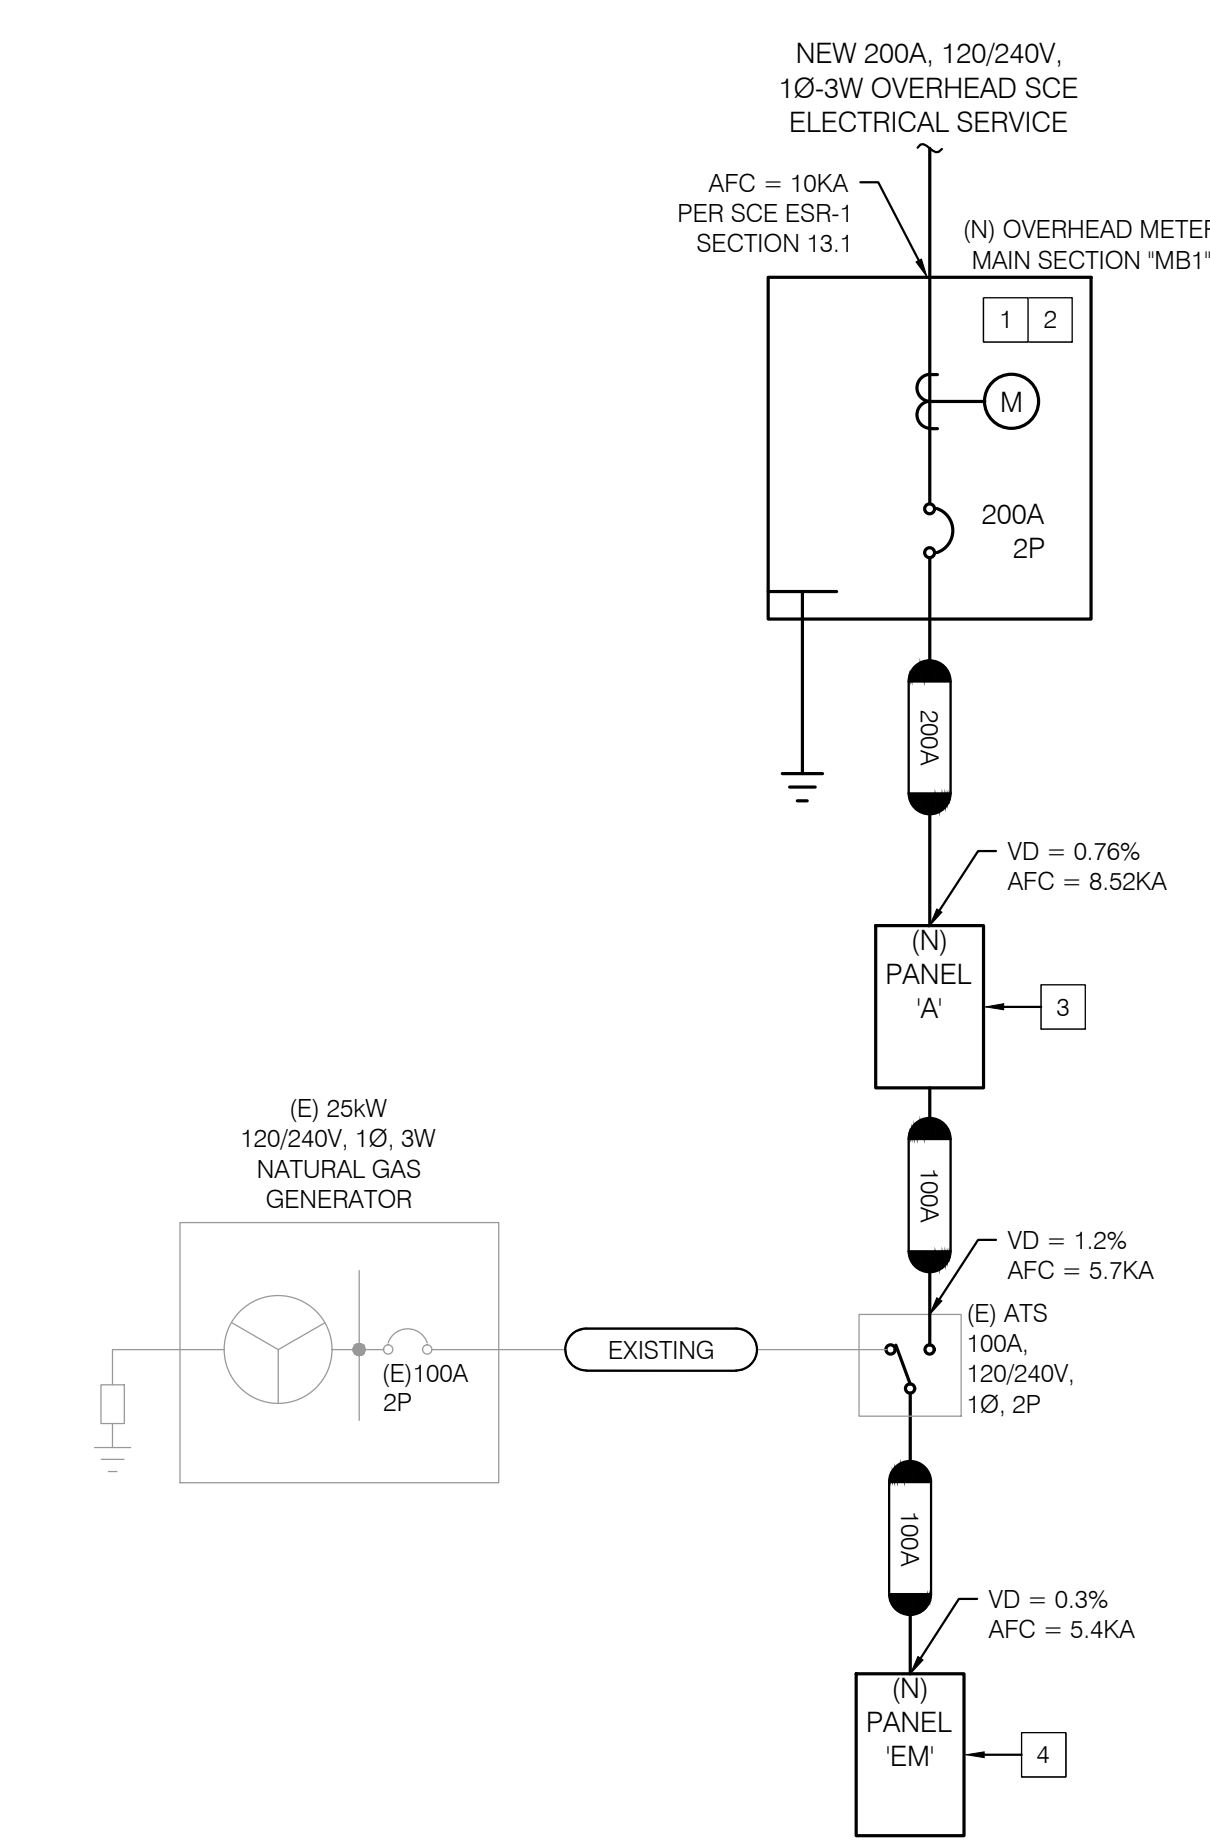 NEW 200A, 120/240V,
1Ø-3W OVERHEAD SCE
ELECTRICAL SERVICE
AFC = 10KA
PER SCE ESR-1
SECTION 13.1
(N) OVERHEAD METER
MAIN SECTION "MB1"
1 2
M
200A
2P
200A
VD = 0.76%
AFC = 8.52KA
(N)
PANEL
'A'
3
100A
(E) 25kW
120/240V, 1Ø, 3W
NATURAL GAS
GENERATOR
(E)100A
2P
EXISTING
VD = 1.2%
AFC = 5.7KA
(E) ATS
100A,
120/240V,
1Ø, 2P
100A
VD = 0.3%
AFC = 5.4KA
(N)
PANEL
'EM'
4